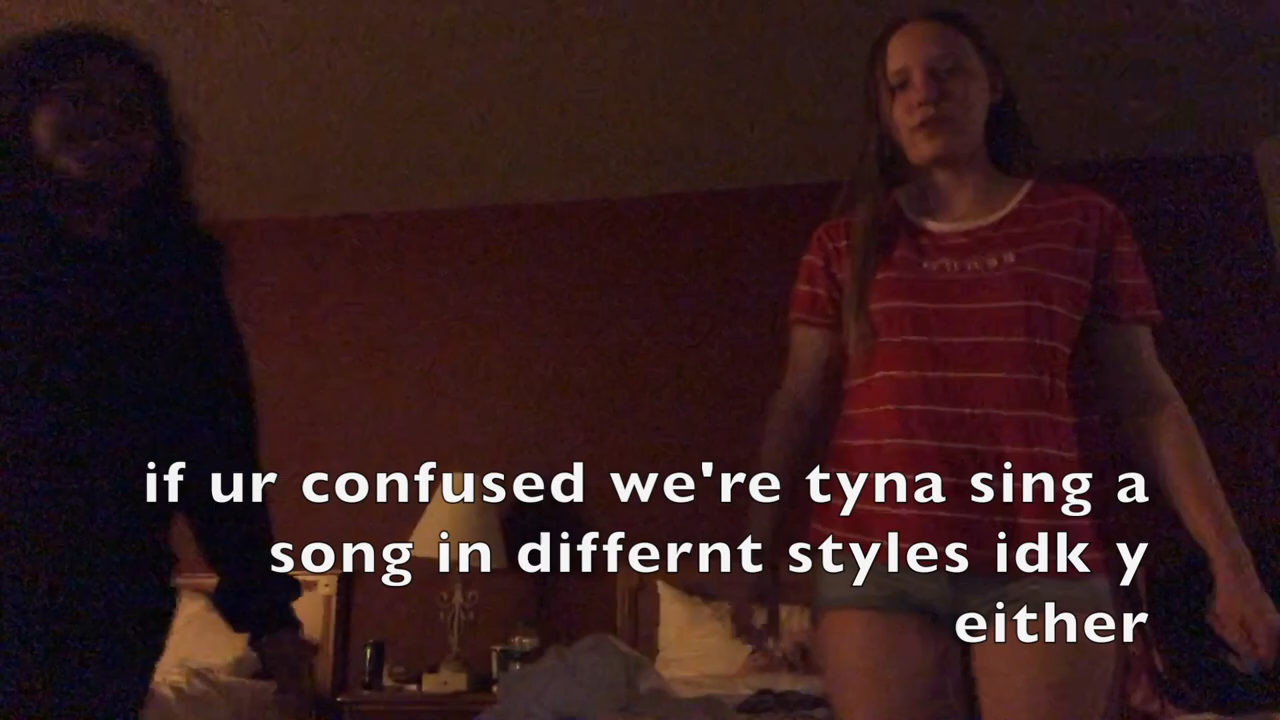 if ur confused we're tyna sing a
song in differnt styles idk y
either